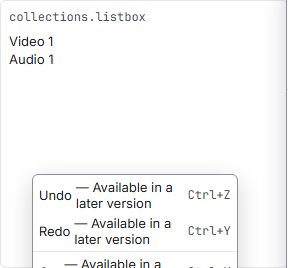 collections.listbox
Video 1
Audio 1
Undo — Available in a later version Ctrl+Z
Redo — Available in a later version Ctrl+Y
— Available in a